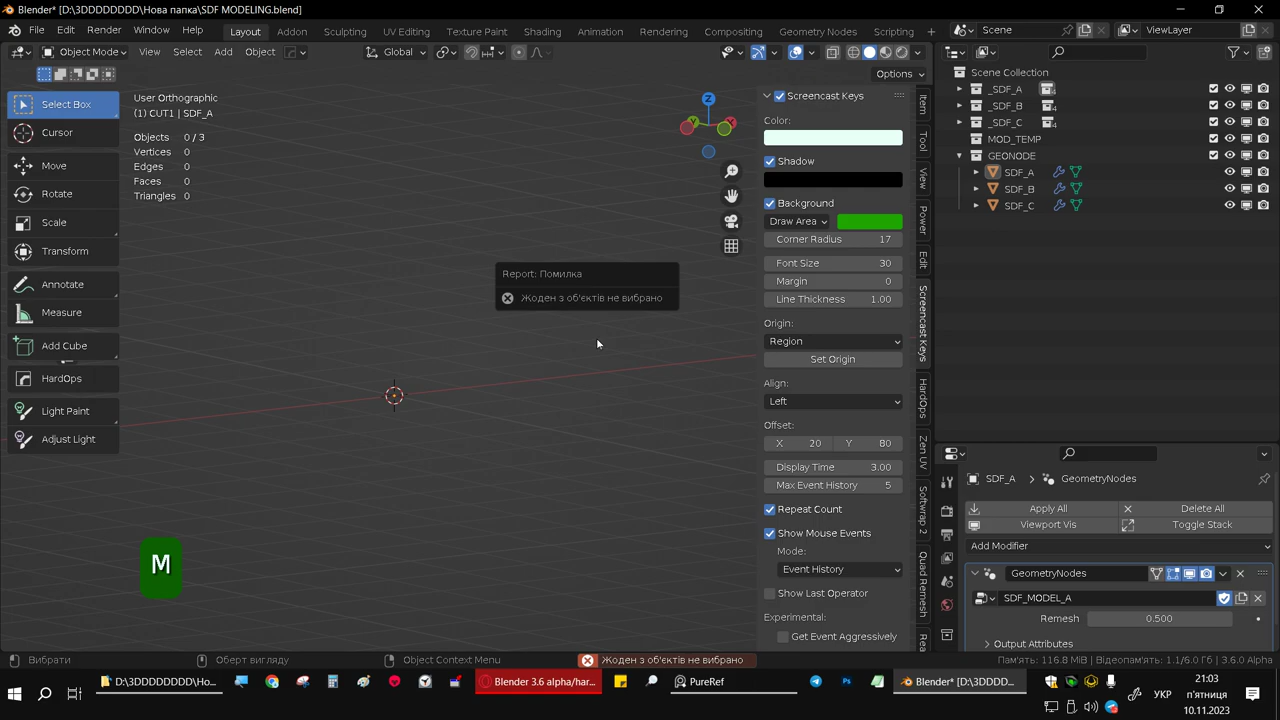 Blender* [D:\3DDDDDDDD\Нова папка\SDF MODELING.blend]
File Edit Render Window Help Layout Addon Sculpting UV Editing Texture Paint Shading Animation Rendering Compositing Geometry Nodes Scripting + Scene ViewLayer
Object Mode View Select Add Object Global
Options
Select Box
Cursor
Move
Rotate
Scale
Transform
Annotate
Measure
Add Cube
HardOps
Light Paint
Adjust Light
User Orthographic
(1) CUT1 | SDF_A
Objects 0 / 3
Vertices 0
Edges 0
Faces 0
Triangles 0
Z
Report: Помилка
Жоден з об'єктів не вибрано
M
Screencast Keys
Color:
Shadow
Background
Draw Area
Corner Radius 17
Font Size 30
Margin 0
Line Thickness 1.00
Origin:
Region
Set Origin
Align:
Left
Offset:
X 20 Y 80
Display Time 3.00
Max Event History 5
Repeat Count
Show Mouse Events
Mode:
Event History
Show Last Operator
Experimental:
Get Event Aggressively
Item
Tool
View
Power
Edit
Screencast Keys
HardOps
Zen UV
Softwrap 2
Quad Remesh
Rea
Scene Collection
_SDF_A
_SDF_B
_SDF_C
MOD_TEMP
GEONODE
SDF_A
SDF_B
SDF_C
SDF_A > GeometryNodes
Apply All Delete All
Viewport Vis Toggle Stack
Add Modifier
GeometryNodes
SDF_MODEL_A
Remesh 0.500
Output Attributes
Вибрати Оберт вигляду Object Context Menu Жоден з об'єктів не вибрано Пам'ять: 116.8 MiB | Відеопам'ять: 1.1/6.0 Гі | 3.6.0 Alpha
D:\3DDDDDDDD\Но... Blender 3.6 alpha/har... PureRef Blender* [D:\3DDDD... УКР
21:03
п'ятниця
10.11.2023